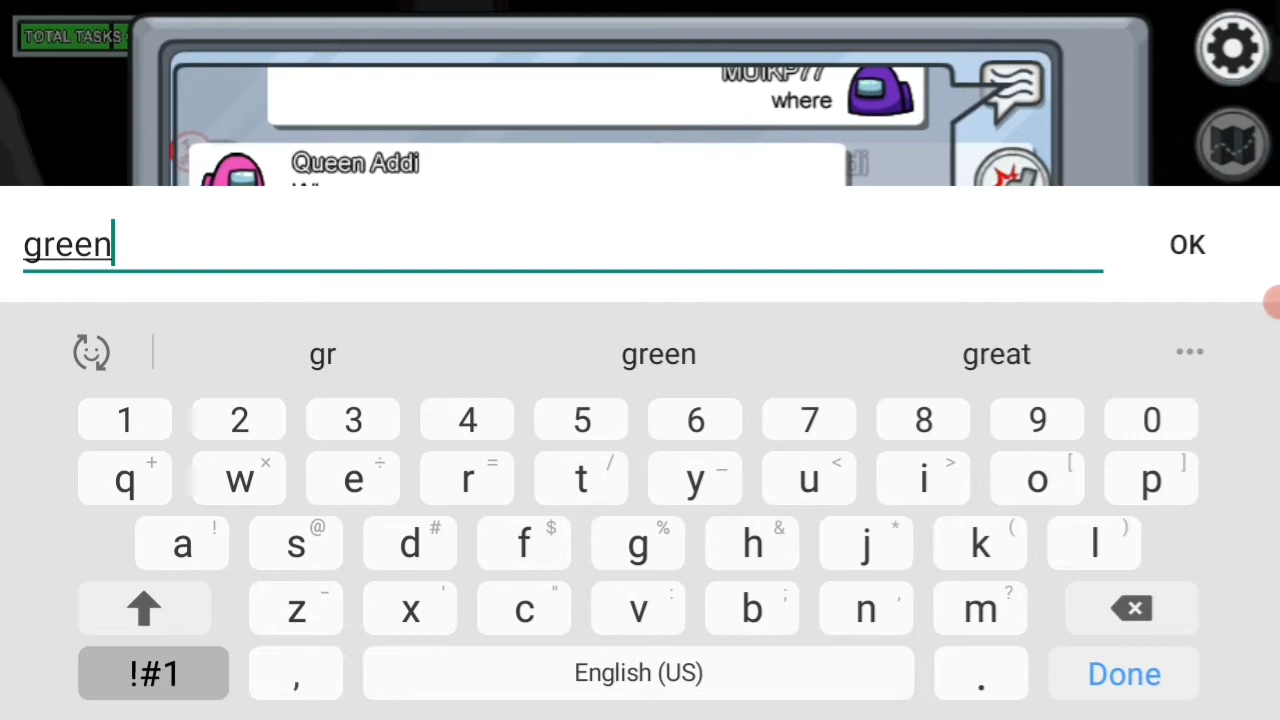 TOTAL TASKS
MUIKP77
where
Queen Addi
green
OK
gr green great
1 2 3 4 5 6 7 8 9 0
q + w × e ÷ r = t / y _ u < i > o [ p ]
a ! s @ d # f $ g % h & j * k ( l )
z - x ' c " v : b ; n , m ?
!#1 , English (US) . Done